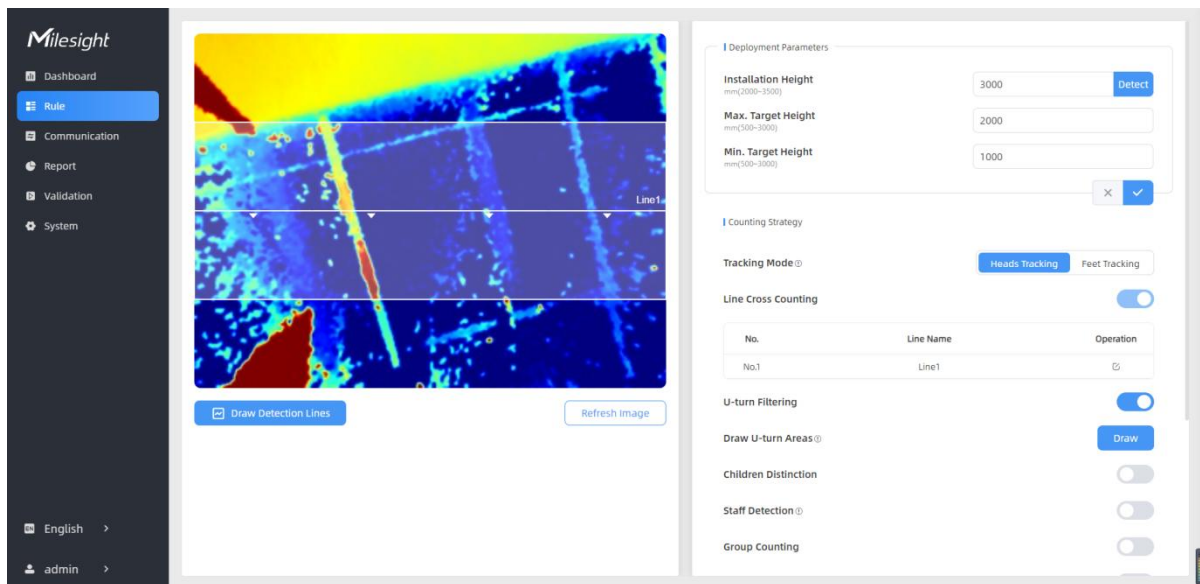 Milesight
Dashboard
Rule
Communication
Report
Validation
System
EN English >
admin >
Line1
Draw Detection Lines
Refresh Image
Deployment Parameters
Installation Height
mm(2000~3500)
3000
Detect
Max. Target Height
mm(500~3000)
2000
Min. Target Height
mm(500~3000)
1000
Counting Strategy
Tracking Mode
Heads Tracking
Feet Tracking
Line Cross Counting
No. Line Name Operation
No.1 Line1
U-turn Filtering
Draw U-turn Areas
Draw
Children Distinction
Staff Detection
Group Counting